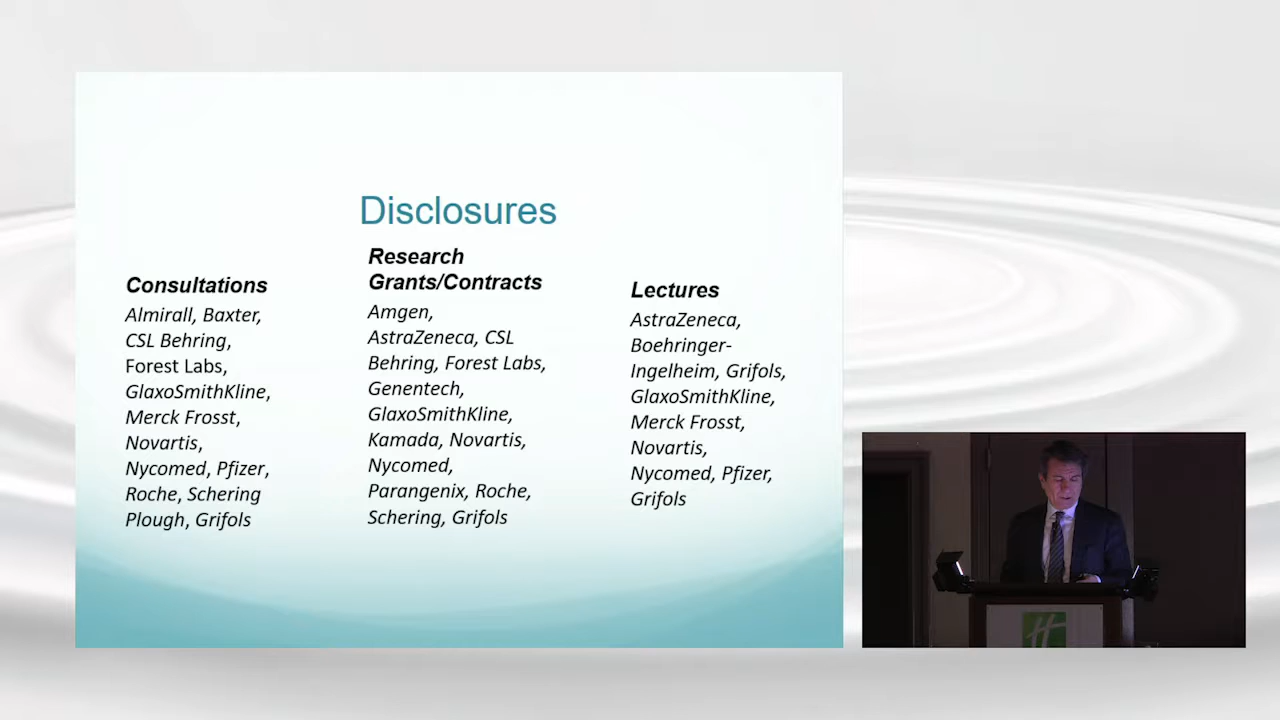 Disclosures
Consultations
Almirall, Baxter,
CSL Behring,
Forest Labs,
GlaxoSmithKline,
Merck Frosst,
Novartis,
Nycomed, Pfizer,
Roche, Schering
Plough, Grifols
Research
Grants/Contracts
Amgen,
AstraZeneca, CSL
Behring, Forest Labs,
Genentech,
GlaxoSmithKline,
Kamada, Novartis,
Nycomed,
Parangenix, Roche,
Schering, Grifols
Lectures
AstraZeneca,
Boehringer-
Ingelheim, Grifols,
GlaxoSmithKline,
Merck Frosst,
Novartis,
Nycomed, Pfizer,
Grifols
H